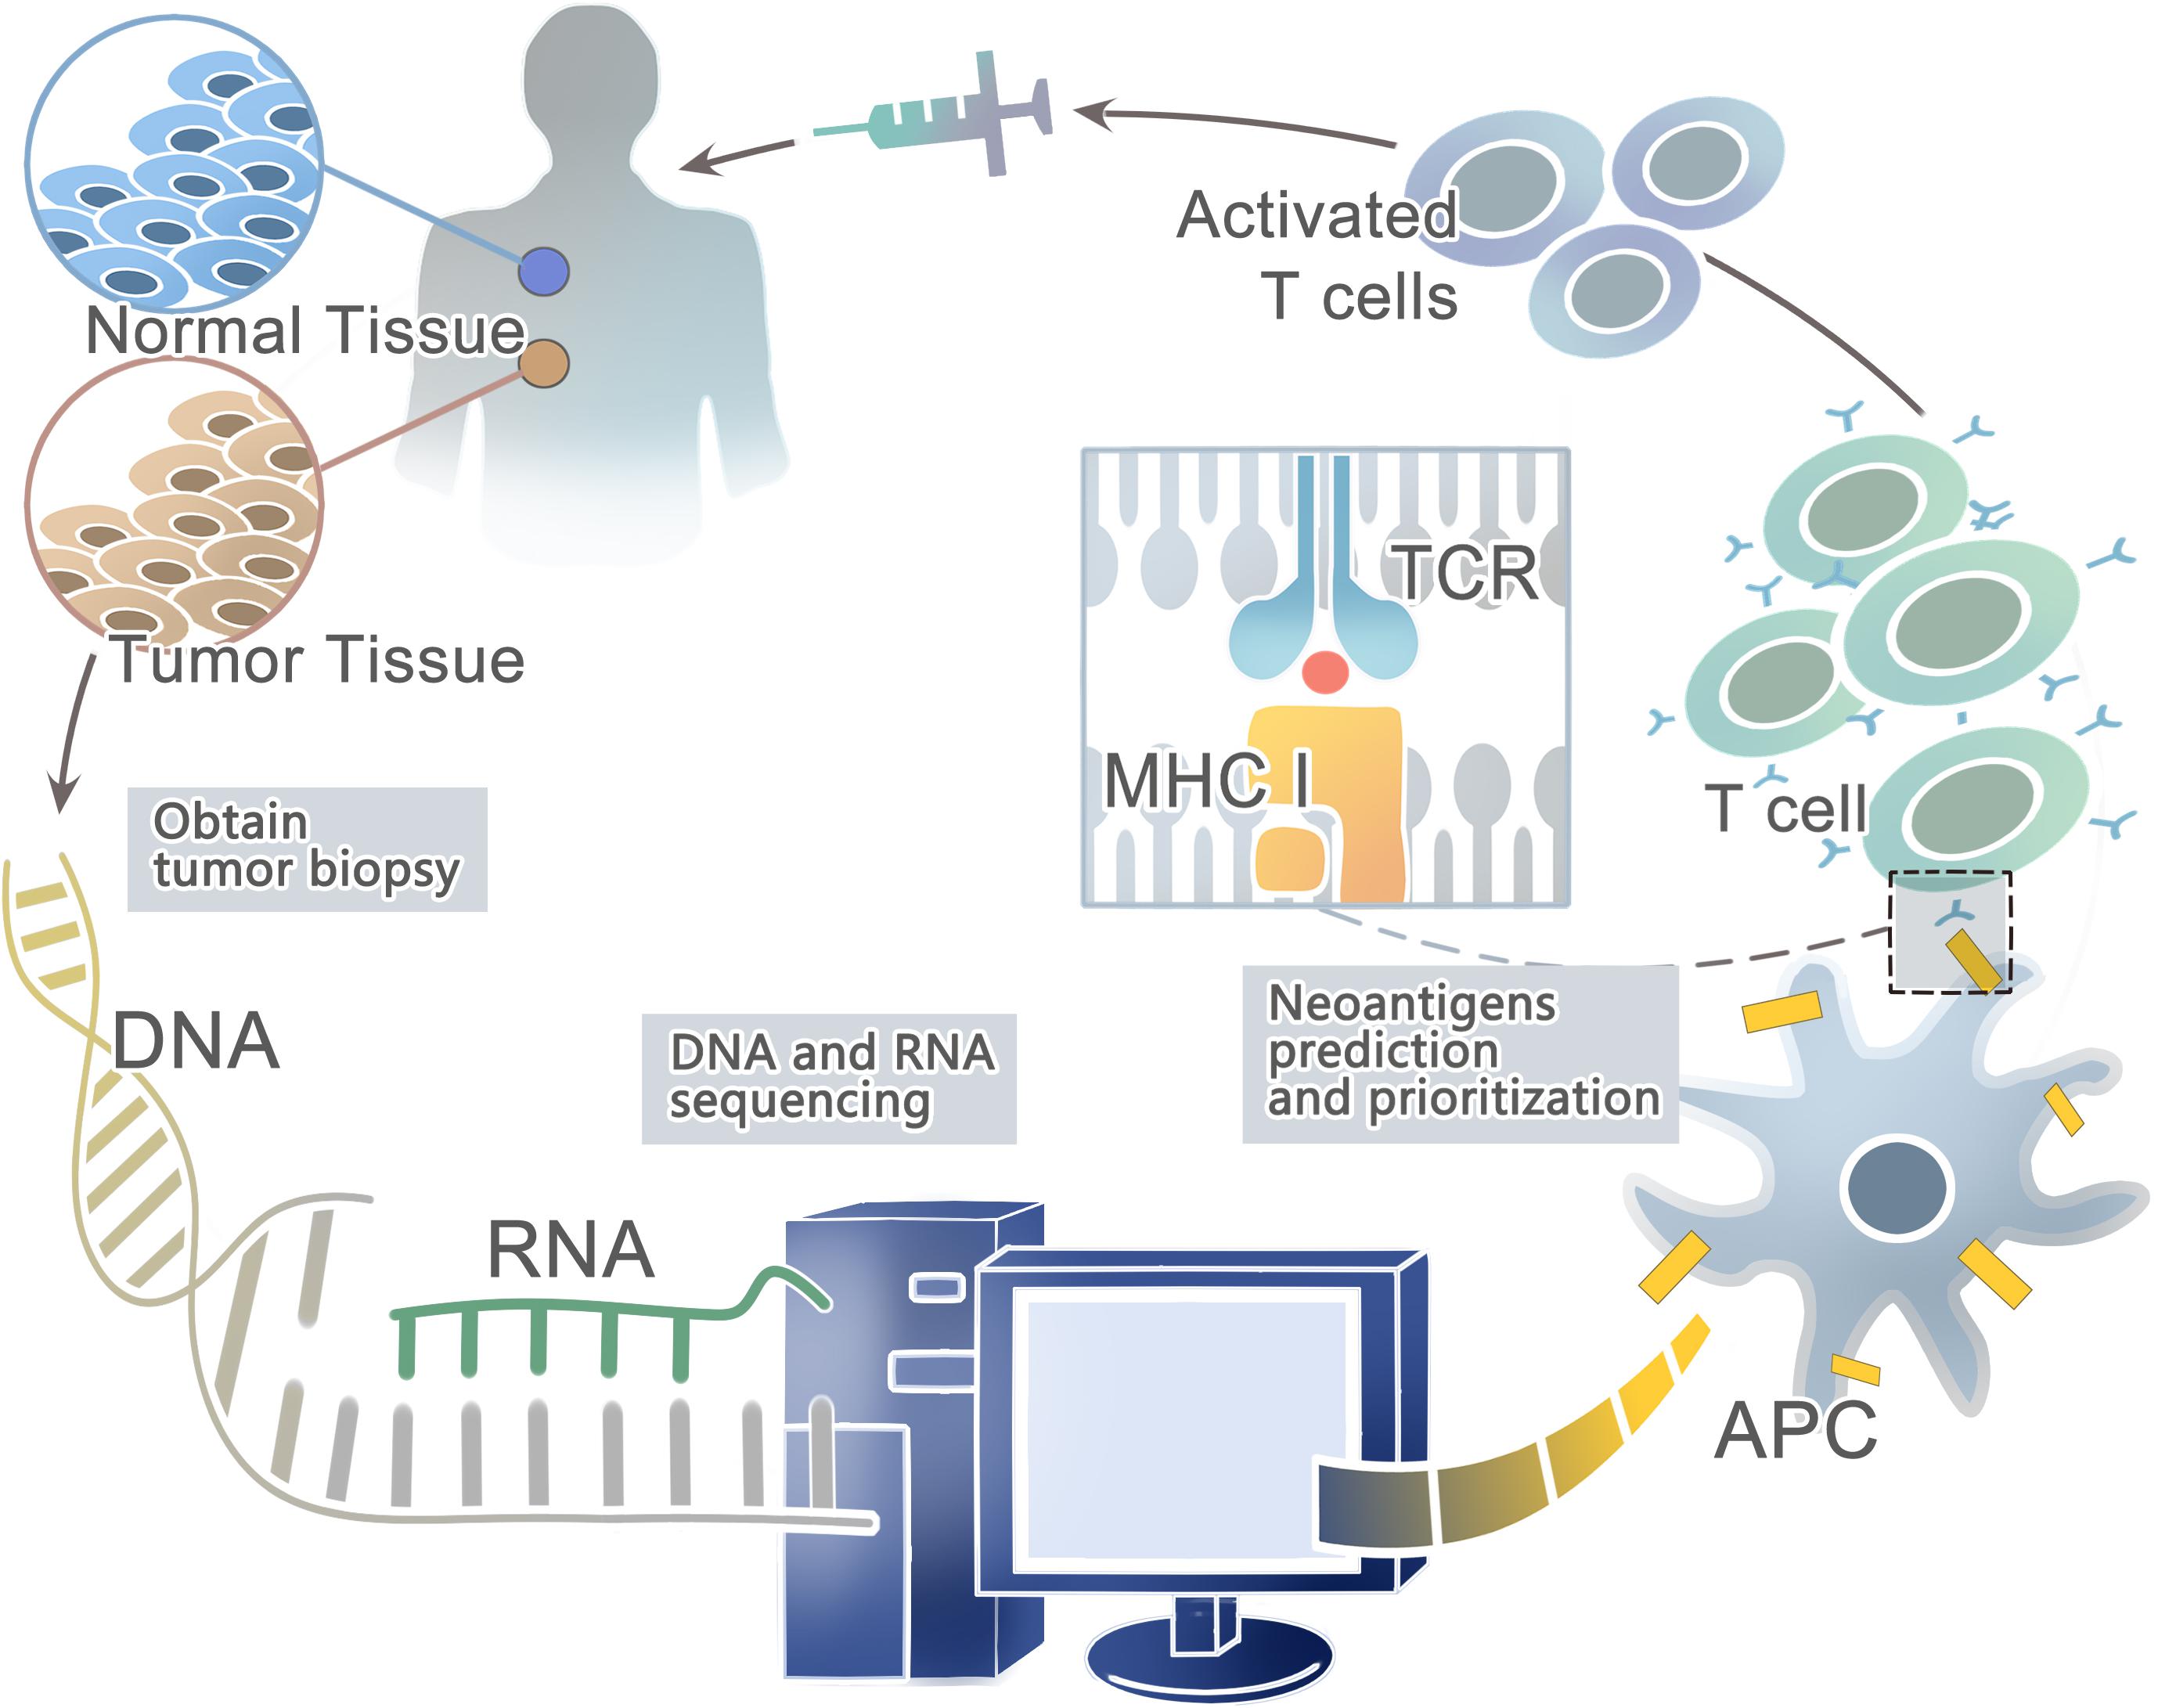 Normal Tissue
Tumor Tissue
Activated
T cells
TCR
MHC I
T cell
Obtain
tumor biopsy
DNA
DNA and RNA
sequencing
Neoantigens
prediction
and prioritization
RNA
APC